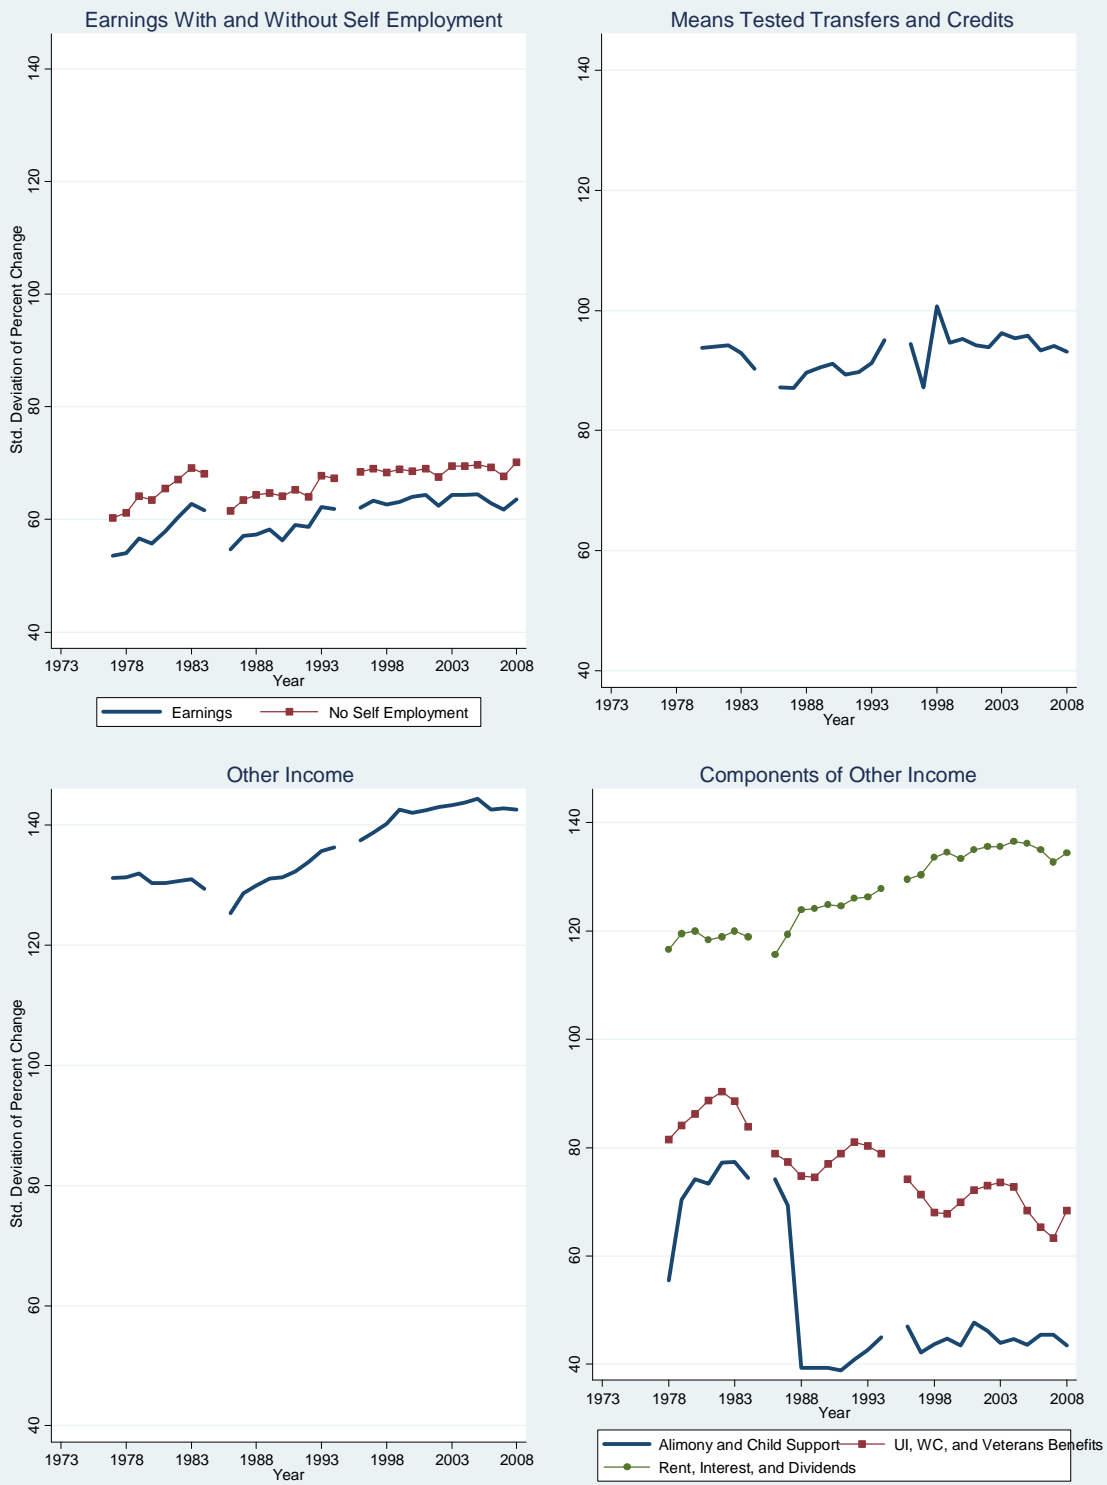 Earnings With and Without Self Employment
Std. Deviation of Percent Change
140
120
100
80
60
40
1973 1978 1983 1988 1993 1998 2003 2008
Year
Earnings No Self Employment
Means Tested Transfers and Credits
140
120
100
80
60
40
1973 1978 1983 1988 1993 1998 2003 2008
Year
Other Income
Std. Deviation of Percent Change
140
120
100
80
60
40
1973 1978 1983 1988 1993 1998 2003 2008
Year
Components of Other Income
140
120
100
80
60
40
1973 1978 1983 1988 1993 1998 2003 2008
Year
Alimony and Child Support UI, WC, and Veterans Benefits
Rent, Interest, and Dividends